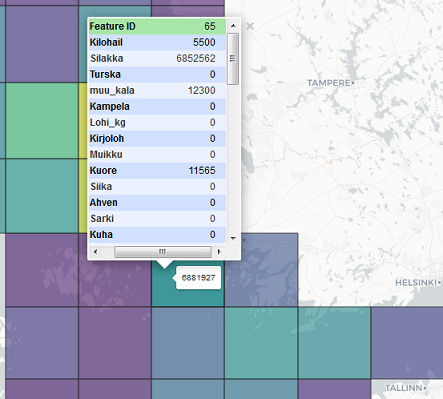 Feature ID 65
Kilohail 5500
Silakka 6852562
Turska 0
muu_kala 12300
Kampela 0
Lohi_kg 0
Kirjoloh 0
Muikku 0
Kuore 11565
Siika 0
Ahven 0
Sarki 0
Kuha 0
6881927
TAMPERE
HELSINKI
TALLINN